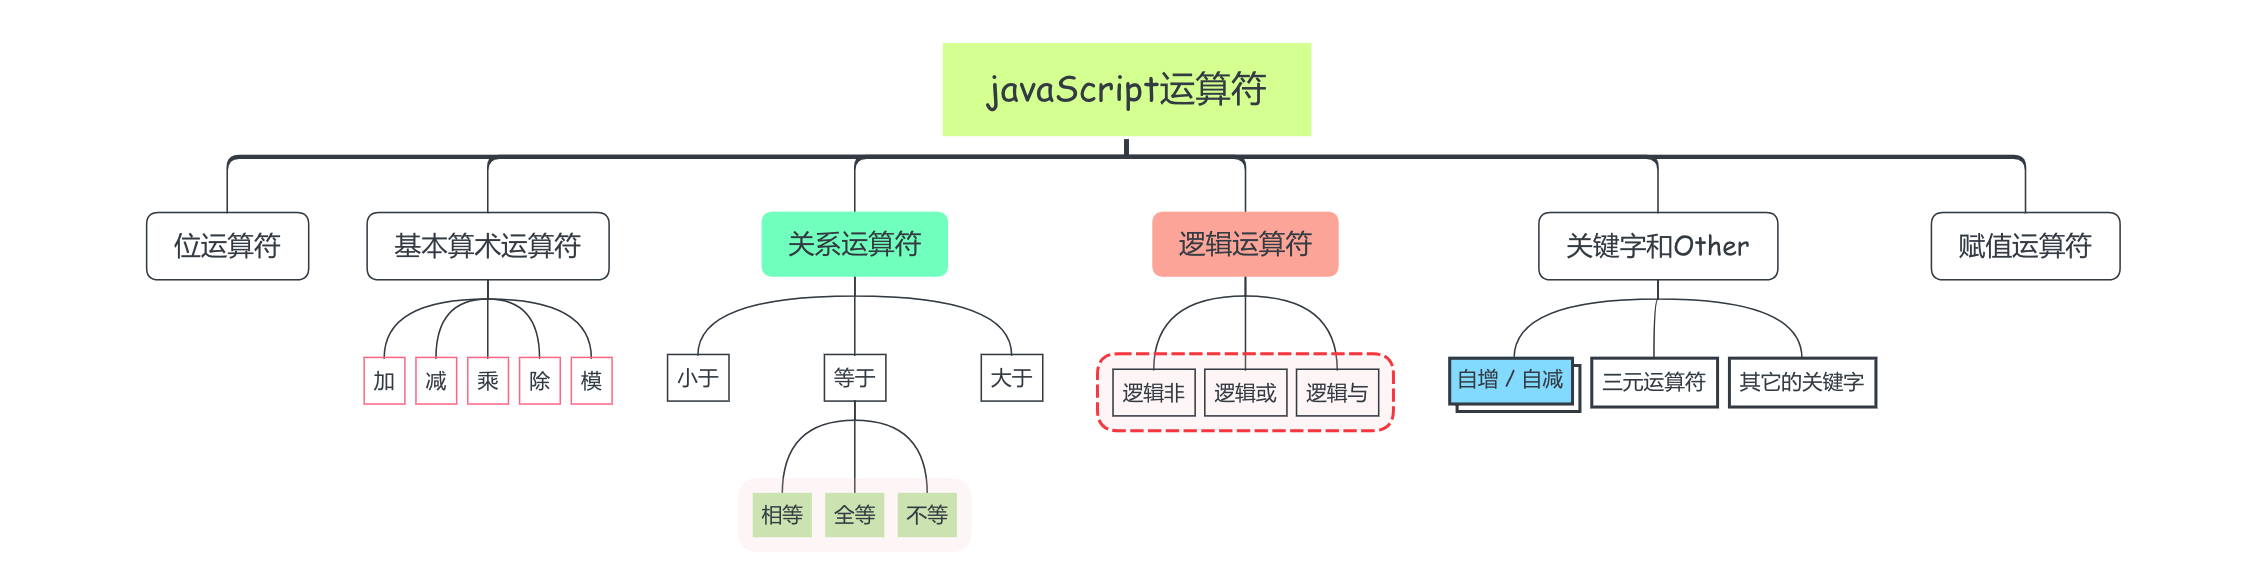 javaScript运算符
位运算符
基本算术运算符
关系运算符
逻辑运算符
关键字和Other
赋值运算符
加
减
乘
除
模
小于
等于
大于
逻辑非
逻辑或
逻辑与
自增 / 自减
三元运算符
其它的关键字
相等
全等
不等